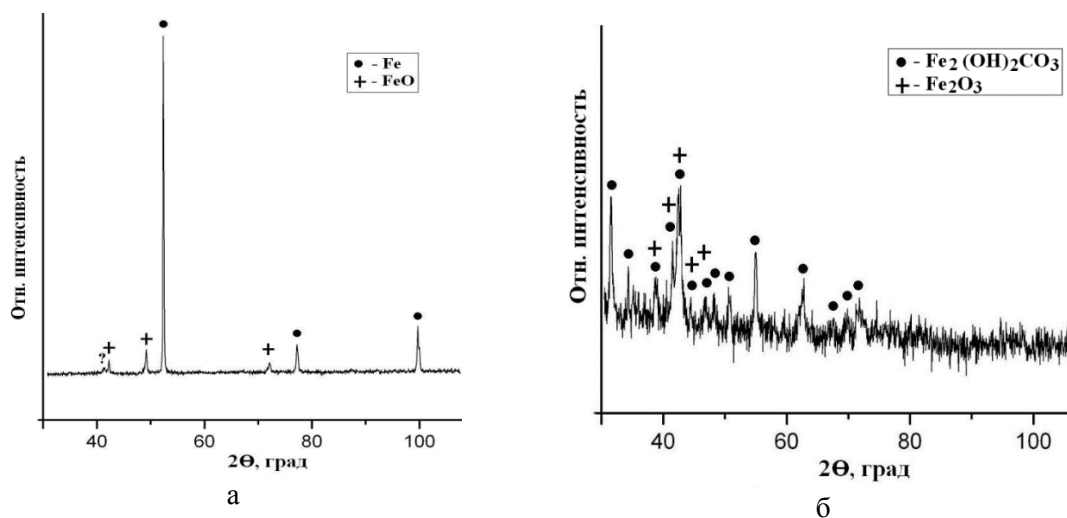 ● - Fe
+ - FeO
Отн. интенсивность
?
40 60 80 100
2Θ, град
а
● - Fe2 (OH)2CO3
+ - Fe2O3
Отн. интенсивность
40 60 80 100
2Θ, град
б